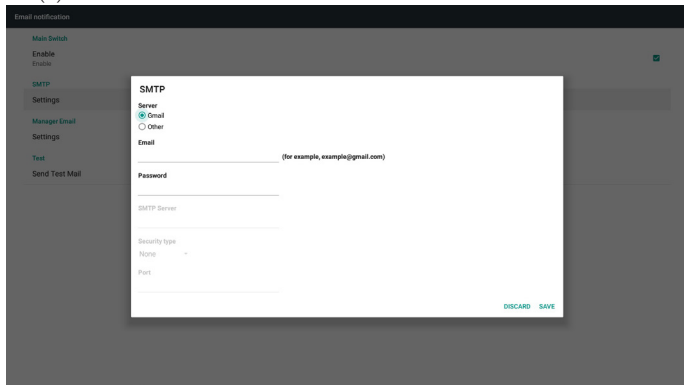 Email notification
Main Switch
Enable
Enable
SMTP
Settings
Manager Email
Settings
Test
Send Test Mail
SMTP
Server
Gmail
Other
Email
(for example, example@gmail.com)
Password
SMTP Server
Security type
None
Port
DISCARD SAVE